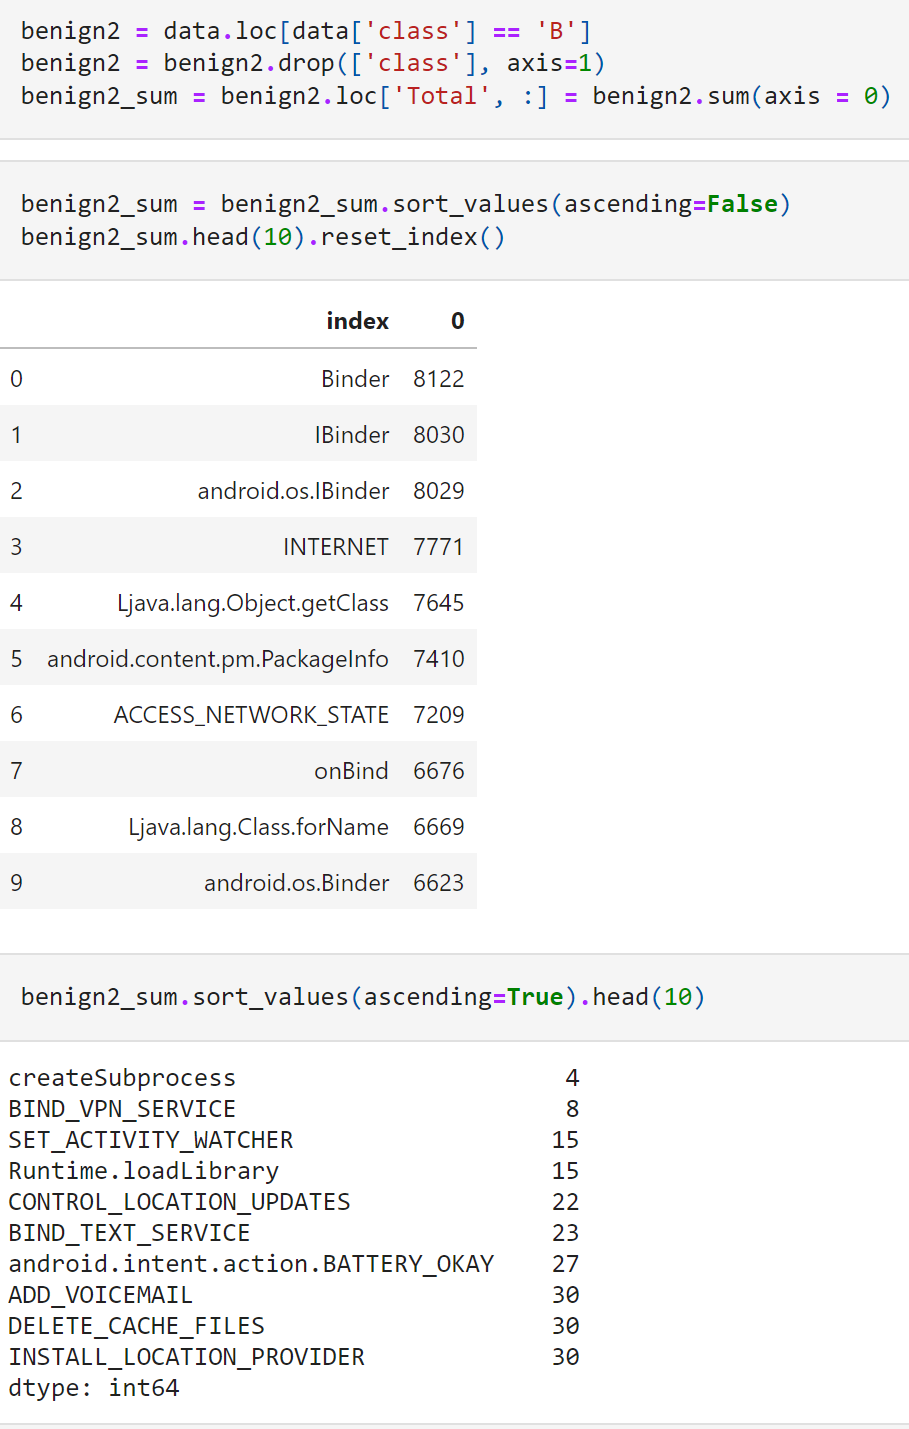 benign2 = data.loc[data['class'] == 'B']
benign2 = benign2.drop(['class'], axis=1)
benign2_sum = benign2.loc['Total', :] = benign2.sum(axis = 0)
benign2_sum = benign2_sum.sort_values(ascending=False)
benign2_sum.head(10).reset_index()
index 0
0 Binder 8122
1 IBinder 8030
2 android.os.IBinder 8029
3 INTERNET 7771
4 Ljava.lang.Object.getClass 7645
5 android.content.pm.PackageInfo 7410
6 ACCESS_NETWORK_STATE 7209
7 onBind 6676
8 Ljava.lang.Class.forName 6669
9 android.os.Binder 6623
benign2_sum.sort_values(ascending=True).head(10)
createSubprocess 4
BIND_VPN_SERVICE 8
SET_ACTIVITY_WATCHER 15
Runtime.loadLibrary 15
CONTROL_LOCATION_UPDATES 22
BIND_TEXT_SERVICE 23
android.intent.action.BATTERY_OKAY 27
ADD_VOICEMAIL 30
DELETE_CACHE_FILES 30
INSTALL_LOCATION_PROVIDER 30
dtype: int64